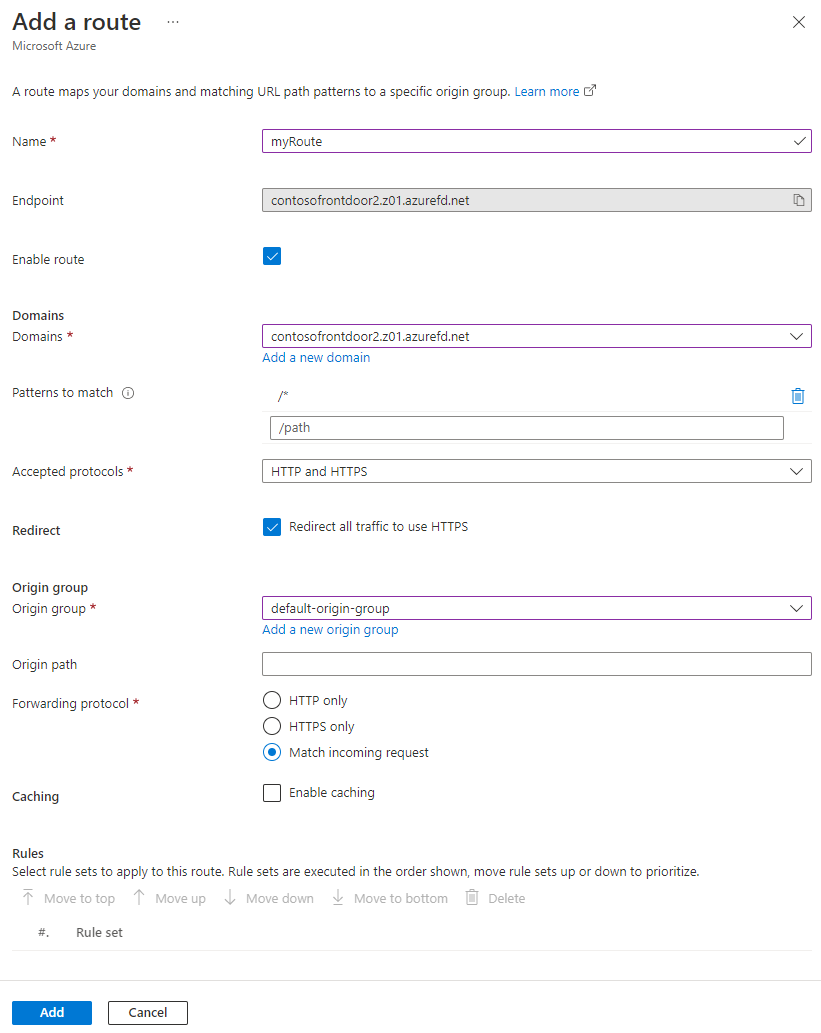 Add a route ...
Microsoft Azure
A route maps your domains and matching URL path patterns to a specific origin group. Learn more
Name *
myRoute
Endpoint
contosofrontdoor2.z01.azurefd.net
Enable route
Domains
Domains *
contosofrontdoor2.z01.azurefd.net
Add a new domain
Patterns to match
/*
/path
Accepted protocols *
HTTP and HTTPS
Redirect
Redirect all traffic to use HTTPS
Origin group
Origin group *
default-origin-group
Add a new origin group
Origin path
Forwarding protocol *
HTTP only
HTTPS only
Match incoming request
Caching
Enable caching
Rules
Select rule sets to apply to this route. Rule sets are executed in the order shown, move rule sets up or down to prioritize.
Move to top Move up Move down Move to bottom Delete
#. Rule set
Add Cancel